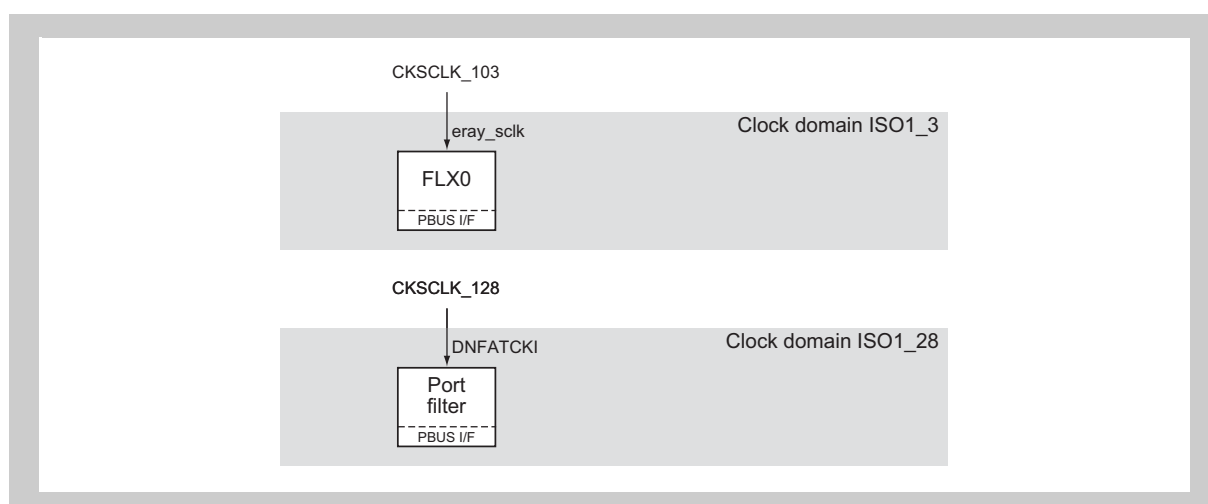 CKSCLK_103
eray_sclk
Clock domain ISO1_3
FLX0
PBUS I/F
CKSCLK_128
DNFATCKI
Clock domain ISO1_28
Port
filter
PBUS I/F